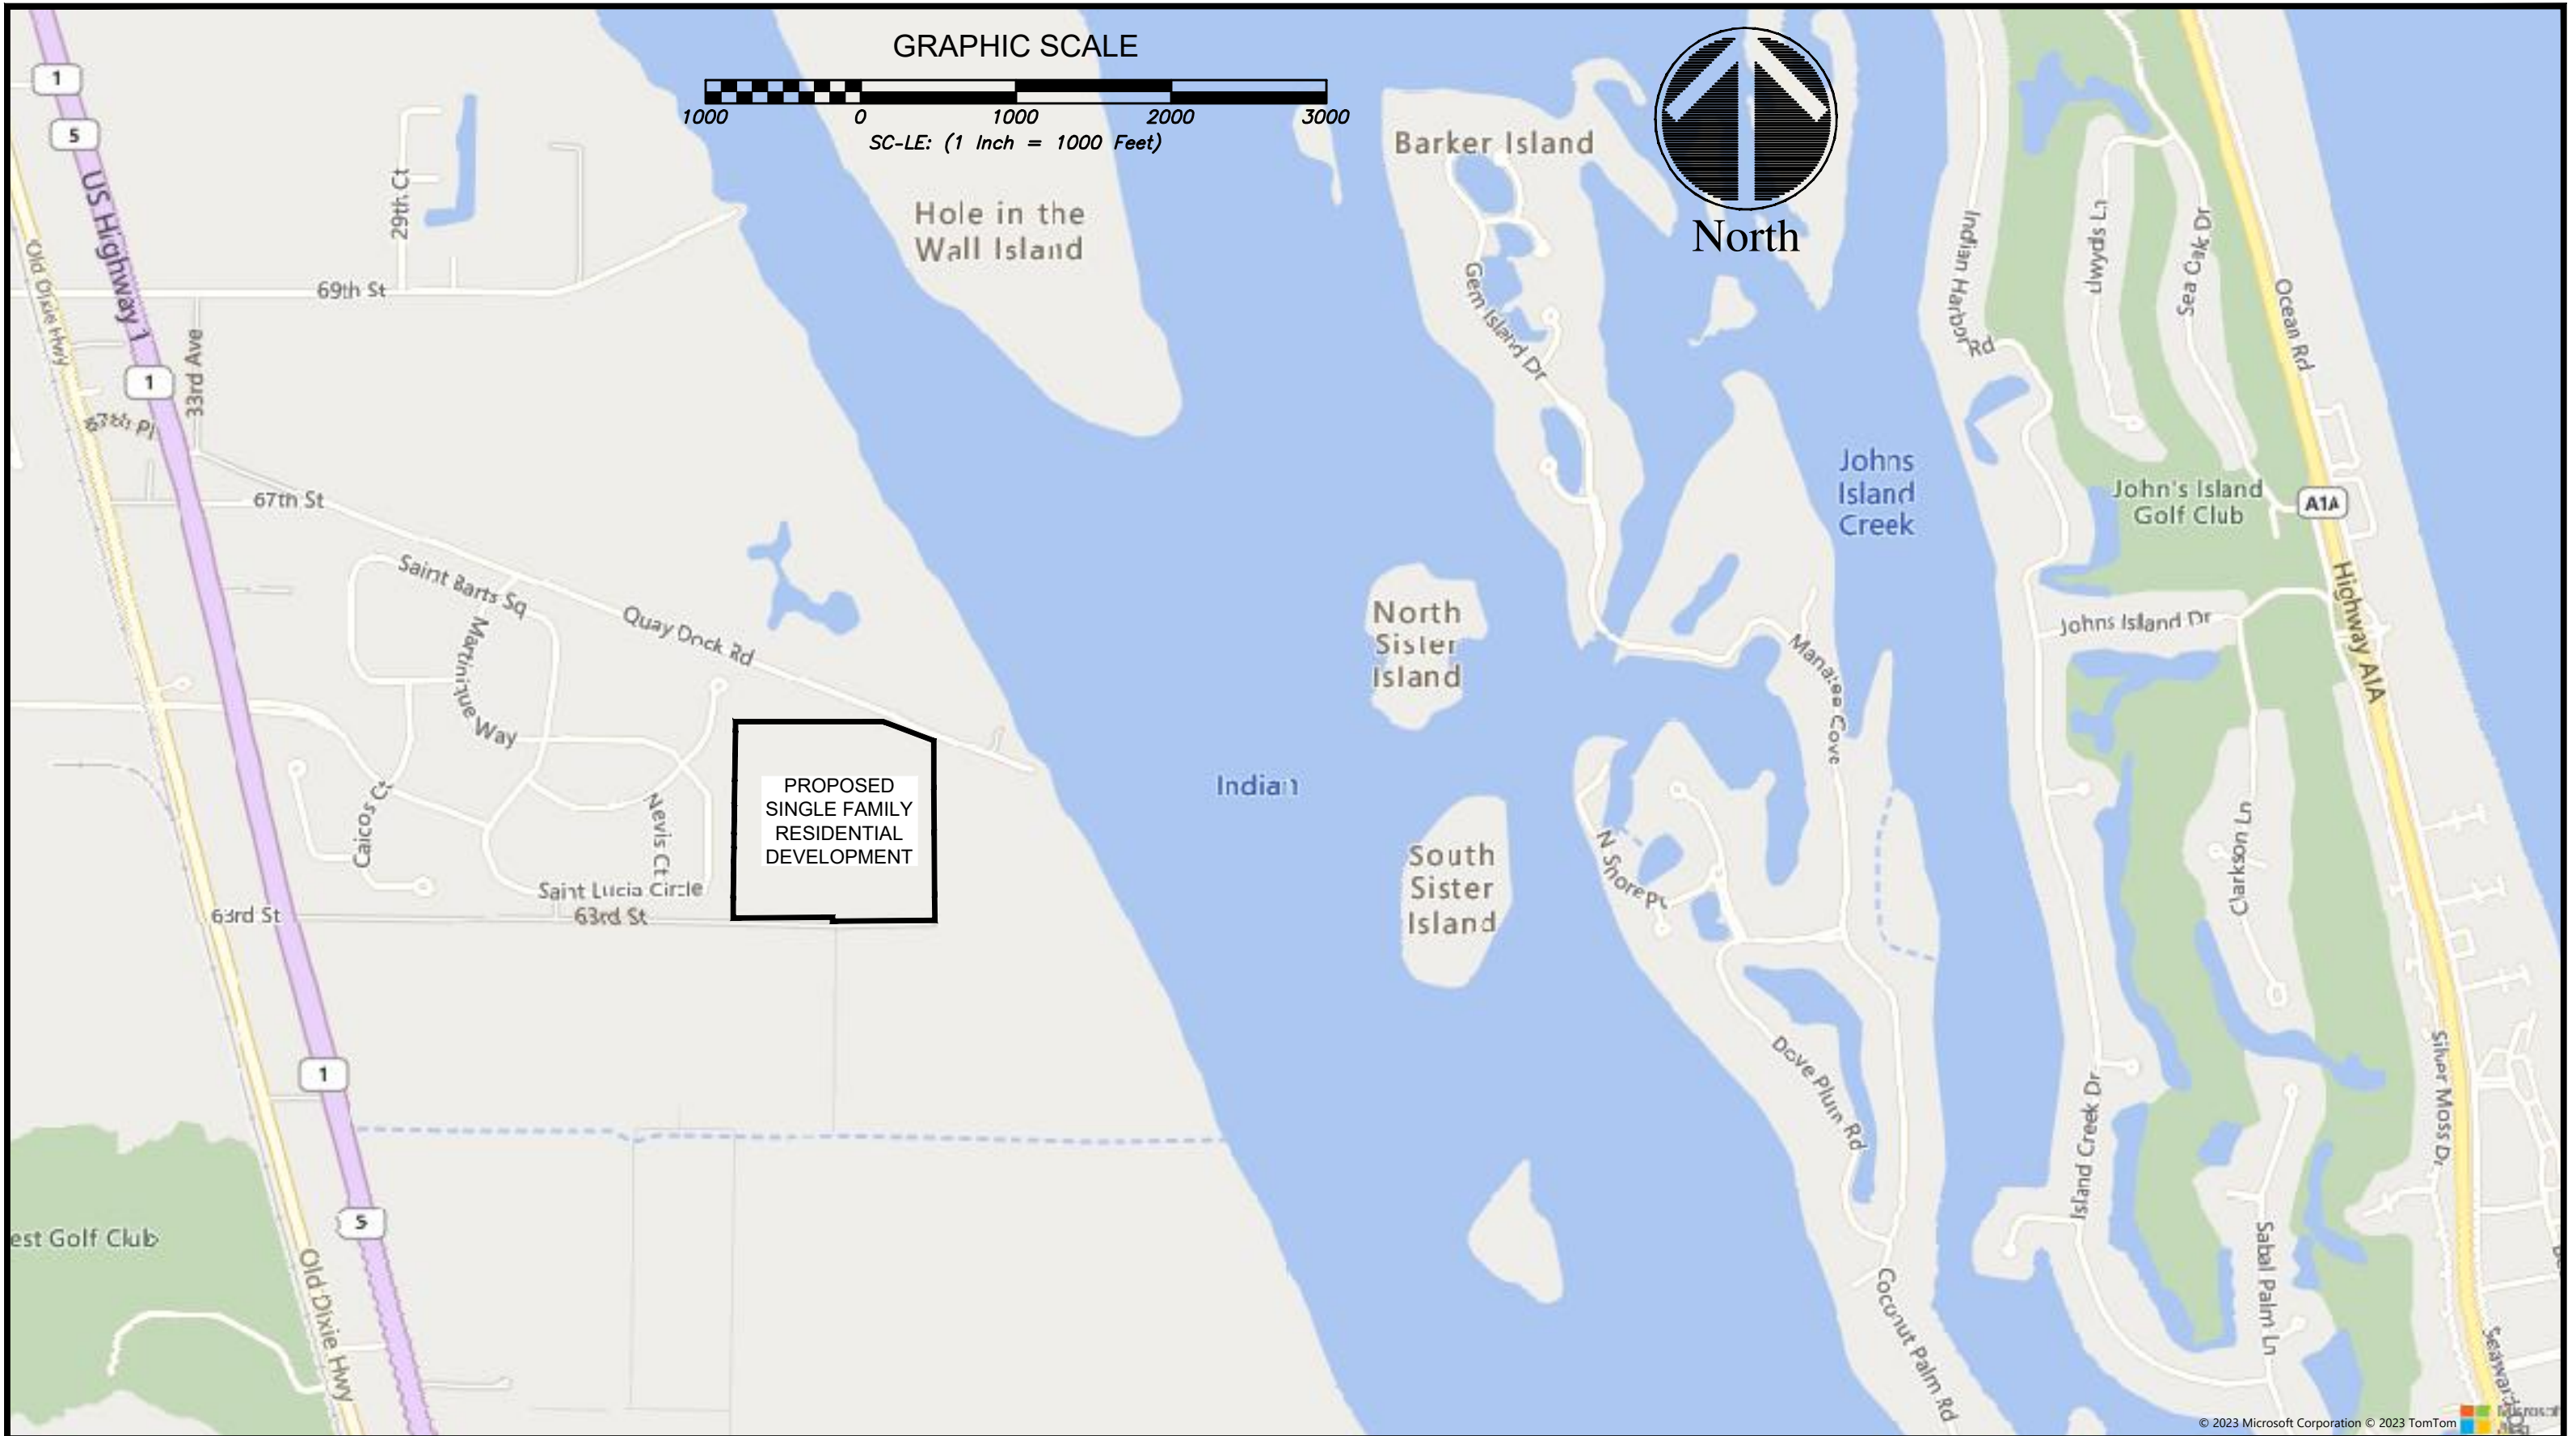 GRAPHIC SCALE
1000 0 1000 2000 3000
SC-LE: (1 Inch = 1000 Feet)
North
1
5
US Highway 1
Old Dixie Hwy
29th Ct
69th St
33rd Ave
1
67th Pl
67th St
Hole in the
Wall Island
Barker Island
Gem Island Dr
Indian Harbor Rd
Llwyds Ln
Sea Oak Dr
Ocean Rd
Johns
Island
Creek
John's Island
Golf Club
A1A
Highway A1A
Saint Barts Sq
Martinique Way
Quay Dock Rd
North
Sister
Island
Manatee Cove
Johns Island Dr
PROPOSED
SINGLE FAMILY
RESIDENTIAL
DEVELOPMENT
Indian
Caicos Ct
Nevis Ct
Saint Lucia Circle
63rd St
63rd St
South
Sister
Island
N Shore Pt
Clarkson Ln
1
Dove Plum Rd
Island Creek Dr
Silver Moss Dr
5
est Golf Club
Old Dixie Hwy
Coconut Palm Rd
Sabal Palm Ln
© 2023 Microsoft Corporation © 2023 TomTom